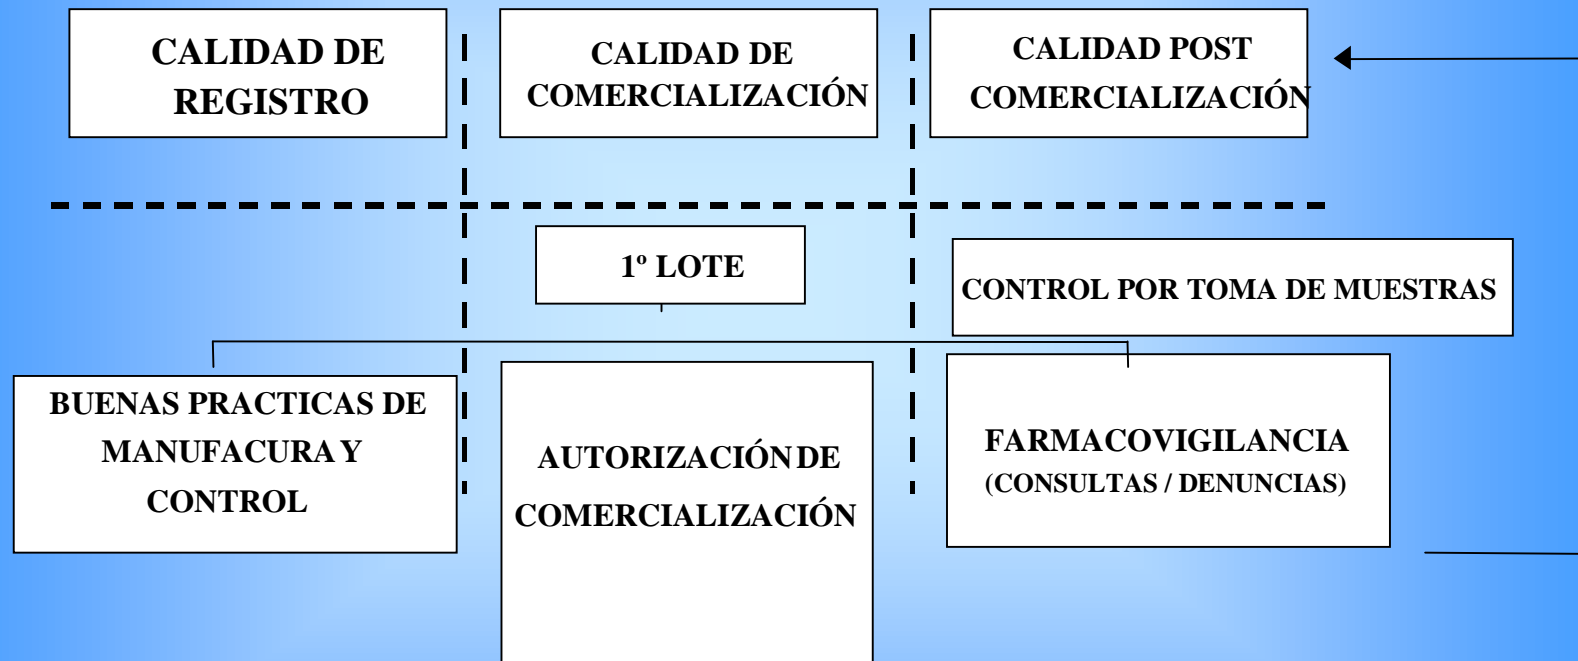 CALIDAD DE
REGISTRO
CALIDAD DE
COMERCIALIZACIÓN
CALIDAD POST
COMERCIALIZACIÓN
1º LOTE
CONTROL POR TOMA DE MUESTRAS
BUENAS PRACTICAS DE
MANUFACURA Y
CONTROL
AUTORIZACIÓN DE
COMERCIALIZACIÓN
FARMACOVIGILANCIA
(CONSULTAS / DENUNCIAS)